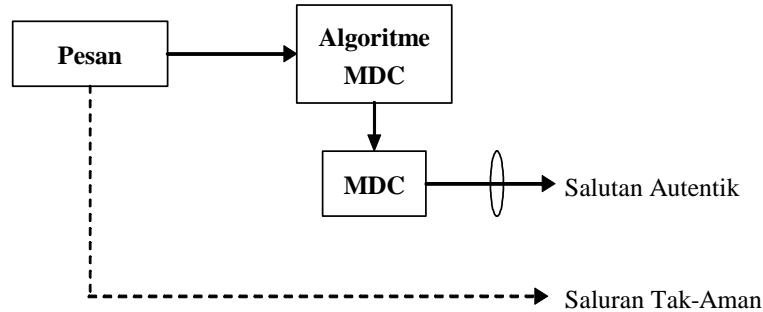 Pesan
Algoritme
MDC
MDC
Salutan Autentik
Saluran Tak-Aman